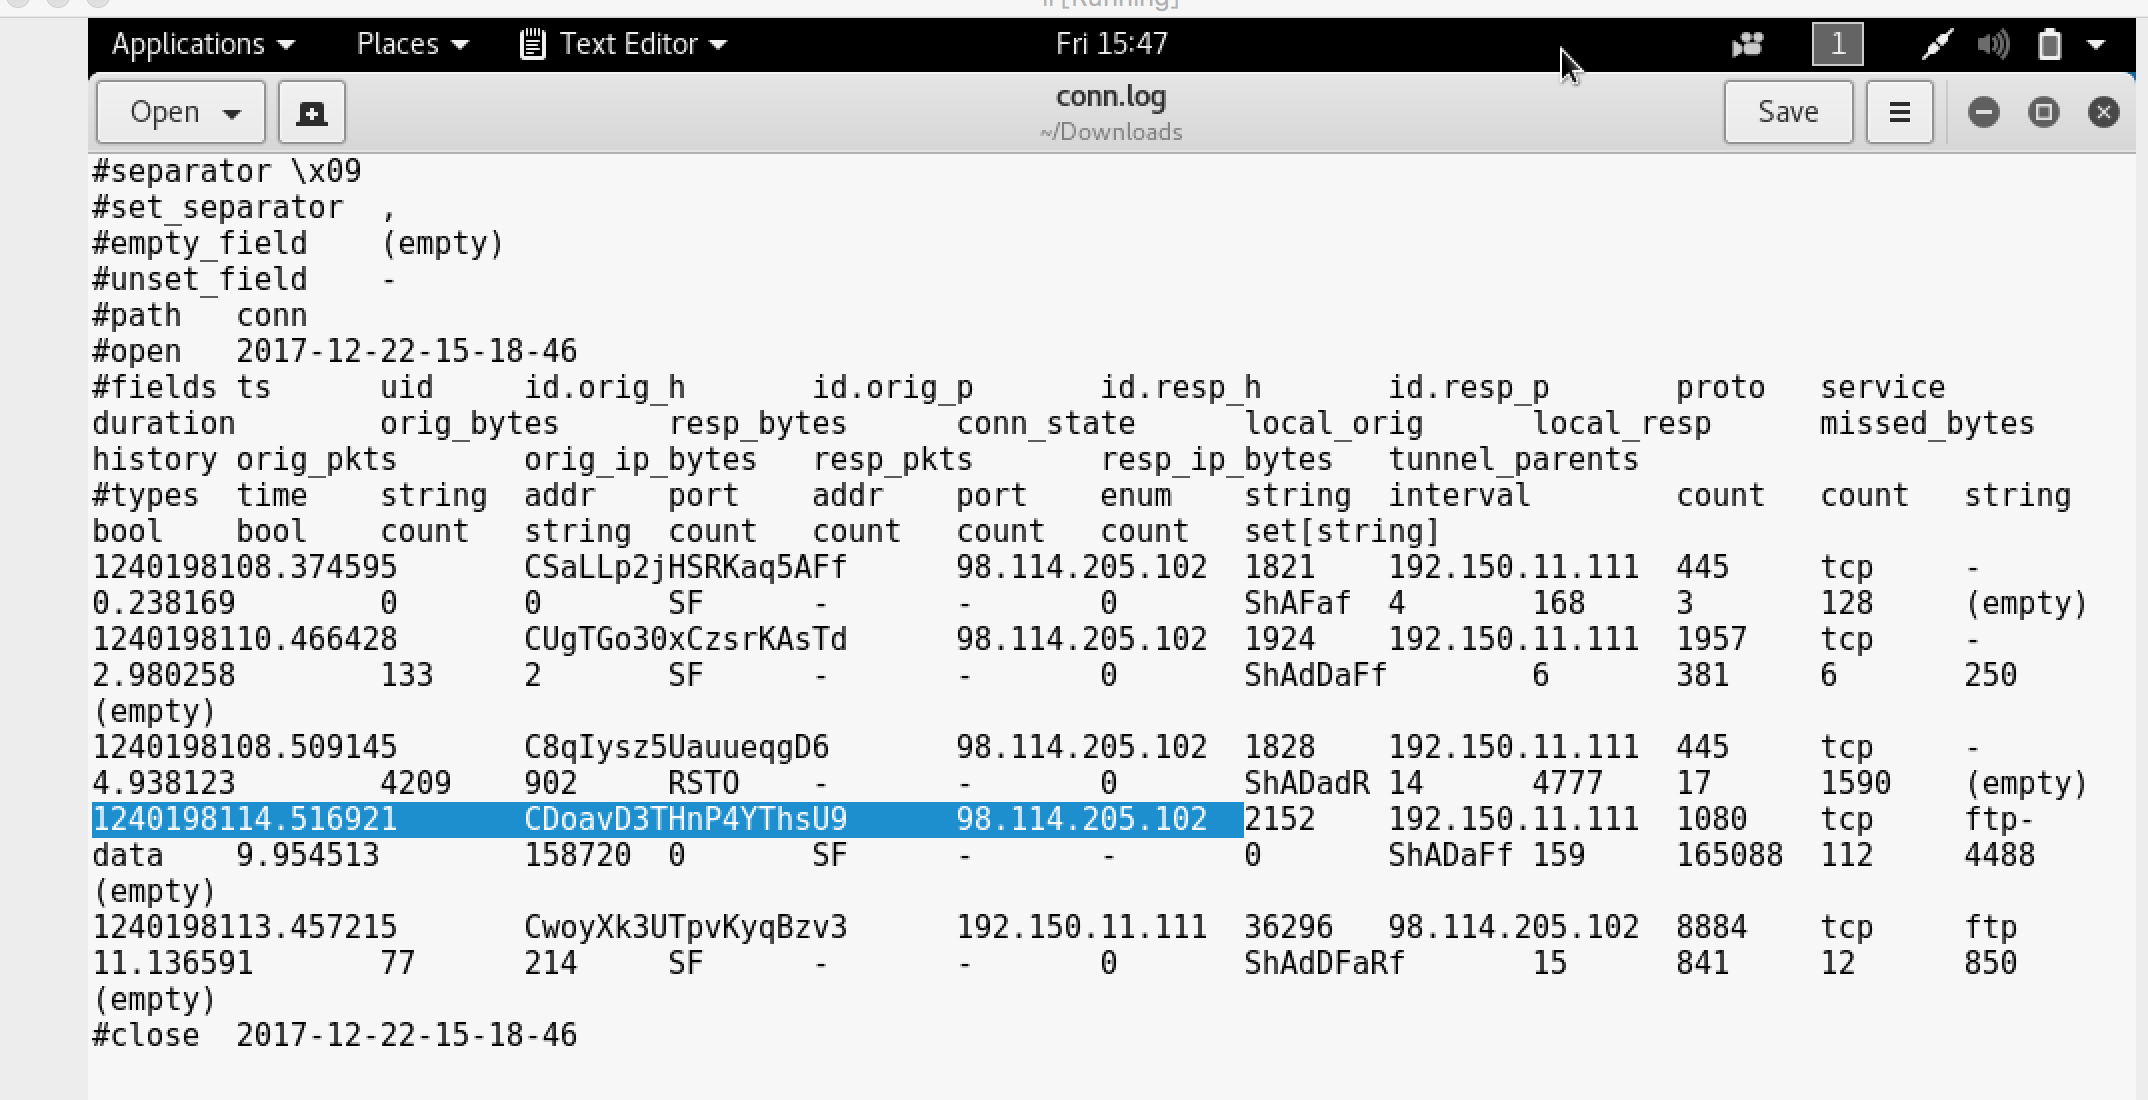 Applications Places Text Editor Fri 15:47 1
Open conn.log Save
~/Downloads
#separator \x09
#set_separator ,
#empty_field (empty)
#unset_field -
#path conn
#open 2017-12-22-15-18-46
#fields ts uid id.orig_h id.orig_p id.resp_h id.resp_p proto service
duration orig_bytes resp_bytes conn_state local_orig local_resp missed_bytes
history orig_pkts orig_ip_bytes resp_pkts resp_ip_bytes tunnel_parents
#types time string addr port addr port enum string interval count count string
bool bool count string count count count count set[string]
1240198108.374595 CSaLLp2jHSRKaq5AFf 98.114.205.102 1821 192.150.11.111 445 tcp -
0.238169 0 0 SF - - 0 ShAFaf 4 168 3 128 (empty)
1240198110.466428 CUgTGo30xCzsrKAsTd 98.114.205.102 1924 192.150.11.111 1957 tcp -
2.980258 133 2 SF - - 0 ShAdDaFf 6 381 6 250
(empty)
1240198108.509145 C8qIysz5UauueqgD6 98.114.205.102 1828 192.150.11.111 445 tcp -
4.938123 4209 902 RSTO - - 0 ShADadR 14 4777 17 1590 (empty)
1240198114.516921 CDoavD3THnP4YThsU9 98.114.205.102 2152 192.150.11.111 1080 tcp ftp-
data 9.954513 158720 0 SF - - 0 ShADaFf 159 165088 112 4488
(empty)
1240198113.457215 CwoyXk3UTpvKyqBzv3 192.150.11.111 36296 98.114.205.102 8884 tcp ftp
11.136591 77 214 SF - - 0 ShAdDFaRf 15 841 12 850
(empty)
#close 2017-12-22-15-18-46